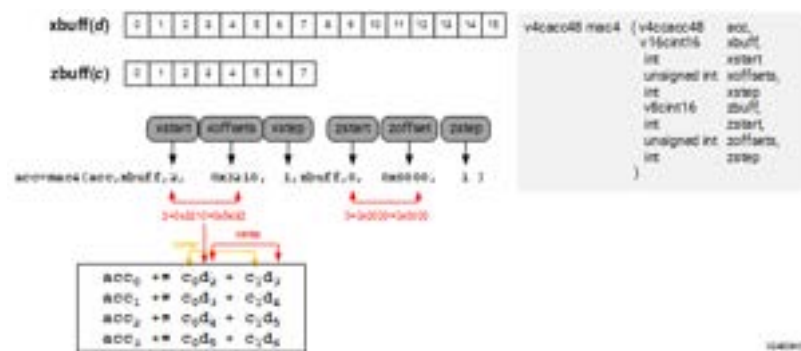 xbuff(d) 0 1 2 3 4 5 6 7 8 9 10 11 12 13 14 15
zbuff(c) 0 1 2 3 4 5 6 7
xstart xoffsets xstep zstart zoffset zstep
acc=mac4(acc,xbuff,2, 0x3210, 1,zbuff,0, 0x0000, 1 )
acc₀ += c₀d₂ + c₁d₃
acc₁ += c₀d₃ + c₁d₄
acc₂ += c₀d₄ + c₁d₅
acc₃ += c₀d₅ + c₁d₆
v4cacc48 mac4 ( v4cacc48 acc,
v16cint16 xbuff,
int xstart
unsigned int xoffsets,
int xstep
v8cint16 zbuff,
int zstart,
unsigned int zoffsets,
int zstep
)